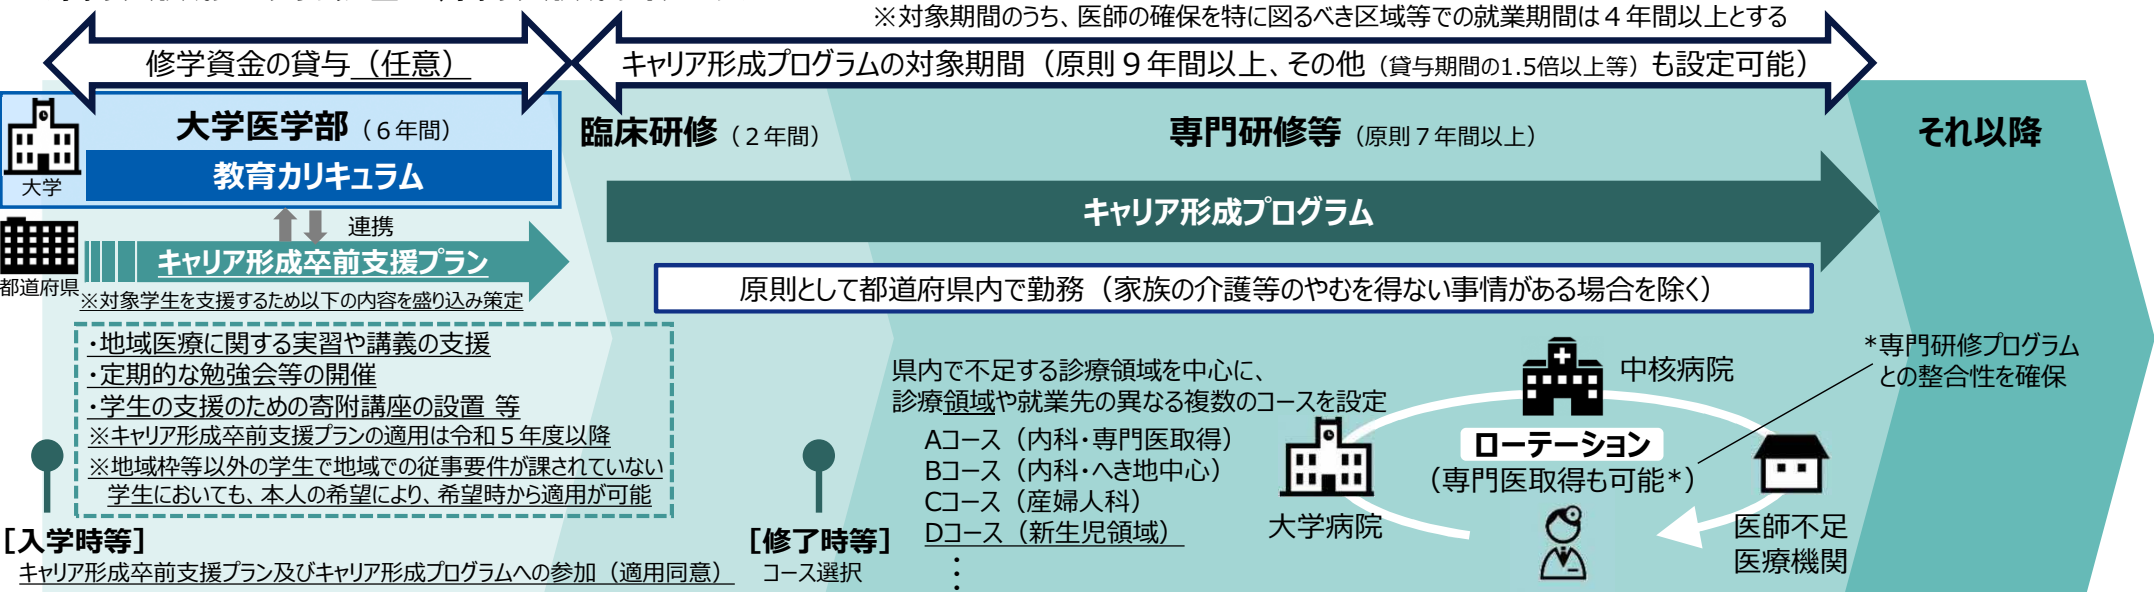 ※対象期間のうち、医師の確保を特に図るべき区域等での就業期間は４年間以上とする
修学資金の貸与（任意）
キャリア形成プログラムの対象期間（原則９年間以上、その他（貸与期間の1.5倍以上等）も設定可能）
大学医学部（６年間）
教育カリキュラム
大学
臨床研修（２年間）
専門研修等（原則７年間以上）
それ以降
連携
キャリア形成プログラム
キャリア形成卒前支援プラン
都道府県
※対象学生を支援するため以下の内容を盛り込み策定
原則として都道府県内で勤務（家族の介護等のやむを得ない事情がある場合を除く）
・地域医療に関する実習や講義の支援
・定期的な勉強会等の開催
・学生の支援のための寄附講座の設置 等
※キャリア形成卒前支援プランの適用は令和５年度以降
※地域枠等以外の学生で地域での従事要件が課されていない
学生においても、本人の希望により、希望時から適用が可能
[入学時等]
キャリア形成卒前支援プラン及びキャリア形成プログラムへの参加（適用同意）
[修了時等]
コース選択
県内で不足する診療領域を中心に、
診療領域や就業先の異なる複数のコースを設定
Aコース（内科・専門医取得）
Bコース（内科・へき地中心）
Cコース（産婦人科）
Dコース（新生児領域）
・
・
・
大学病院
中核病院
ローテーション
（専門医取得も可能*）
医師不足
医療機関
*専門研修プログラム
との整合性を確保